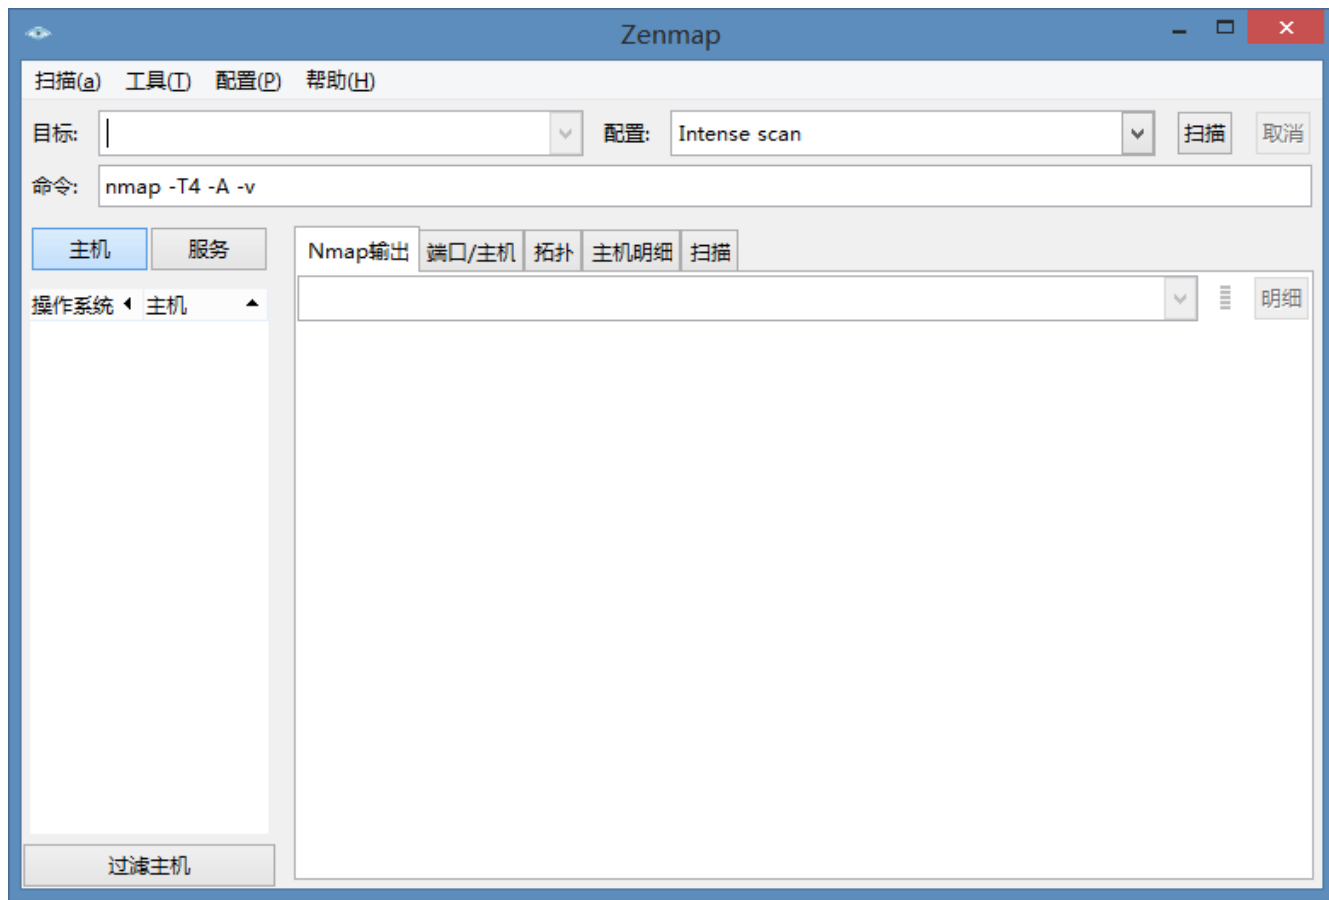 Zenmap
扫描(a) 工具(T) 配置(P) 帮助(H)
目标: 配置: Intense scan 扫描 取消
命令: nmap -T4 -A -v
主机 服务 Nmap输出 端口/主机 拓扑 主机明细 扫描
操作系统 主机 明细
过滤主机